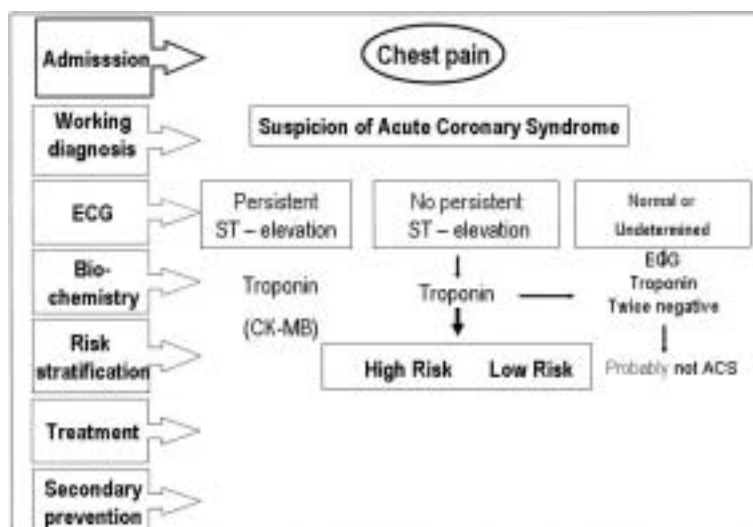 Admisssion
Chest pain
Working
diagnosis
Suspicion of Acute Coronary Syndrome
ECG
Persistent
ST – elevation
No persistent
ST – elevation
Normal or
Undetermined
ECG
Bio-
chemistry
Troponin
(CK-MB)
Troponin
Troponin
Twice negative
Risk
stratification
High Risk Low Risk
Probably not ACS
Treatment
Secondary
prevention